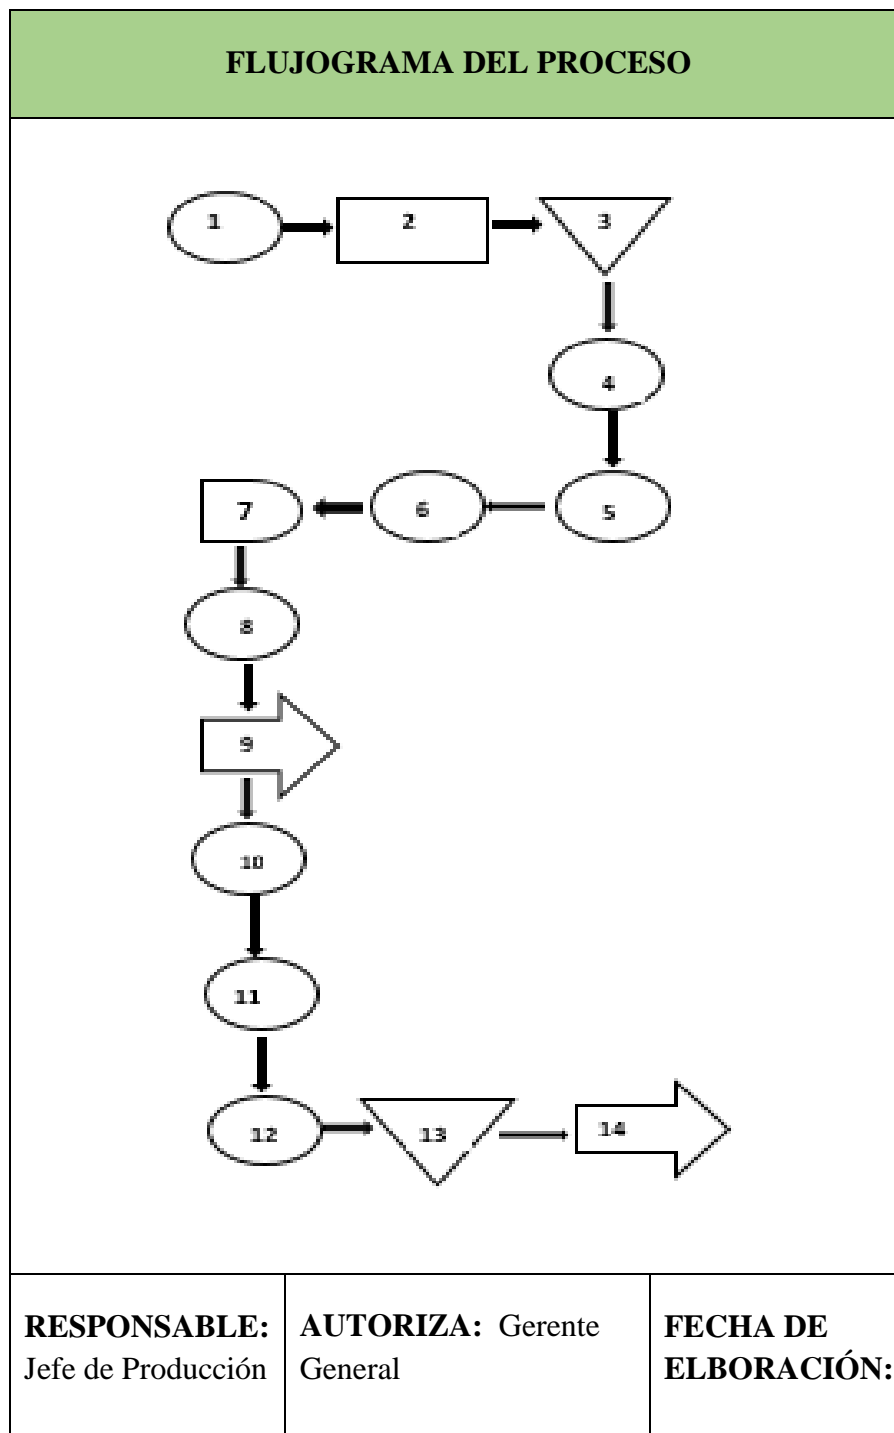 FLUJOGRAMA DEL PROCESO
1 2 3
4
7 6 5
8
9
10
11
12 13 14
RESPONSABLE:
Jefe de Producción
AUTORIZA: Gerente
General
FECHA DE
ELBORACIÓN: